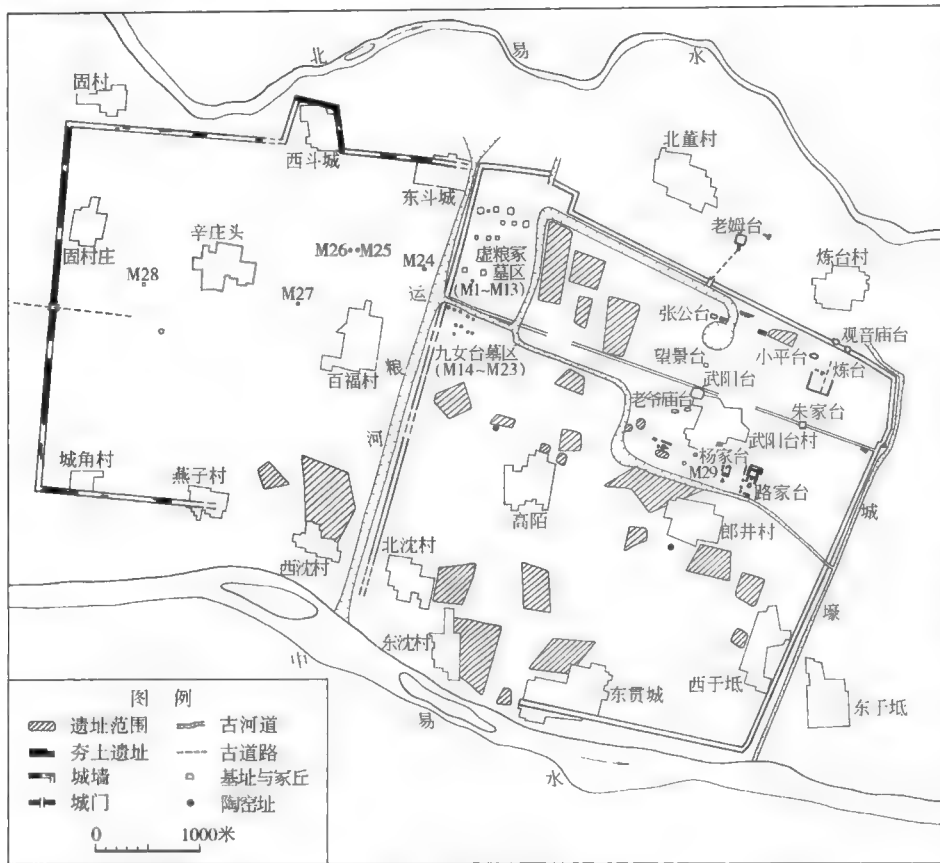 北 易 水
固村
西斗城
东斗城
北董村
老姆台
炼台村
固村庄
辛庄头
M28
M26
M25
M24
M27
虚粮冢
墓区
(M1~M13)
运 粮 河
九女台墓区
(M14~M23)
百福村
张公台
望景台
小平台
观音庙台
炼台
武阳台
老爷庙台
朱家台
武阳台村
杨家台
M29
路家台
城角村
燕子村
西沈村
北沈村
高陌
郎井村
城 壕
东沈村
东贯城
西于坻
东于坻
中 易 水
图 例
遗址范围
古河道
夯土遗址
古道路
城墙
基址与冢丘
城门
陶窑址
0 1000米